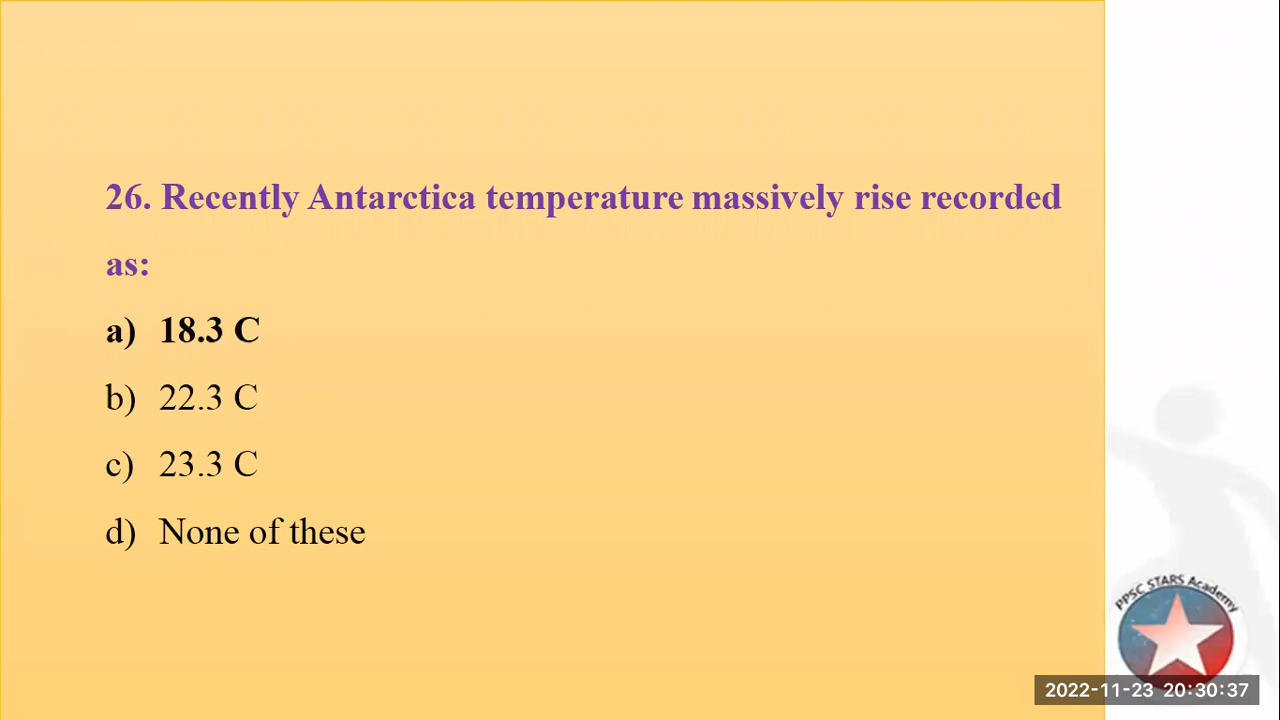 26. Recently Antarctica temperature massively rise recorded
as:
a) 18.3 C
b) 22.3 C
c) 23.3 C
d) None of these
PPSC STARS Academy
2022-11-23 20:30:37